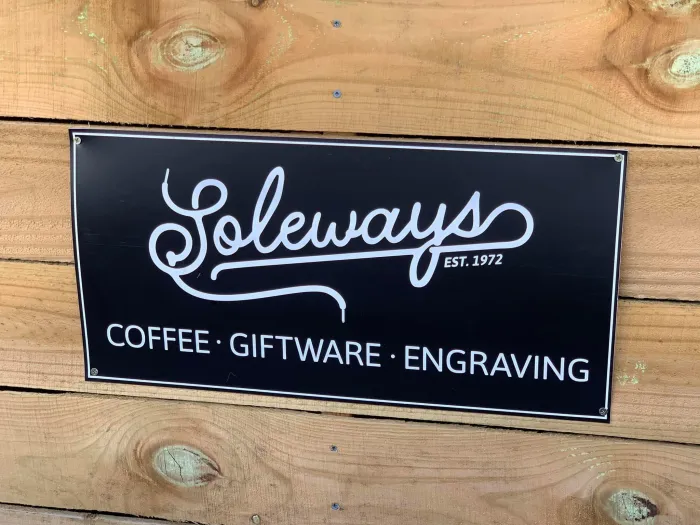 Soleways
EST. 1972
COFFEE · GIFTWARE · ENGRAVING